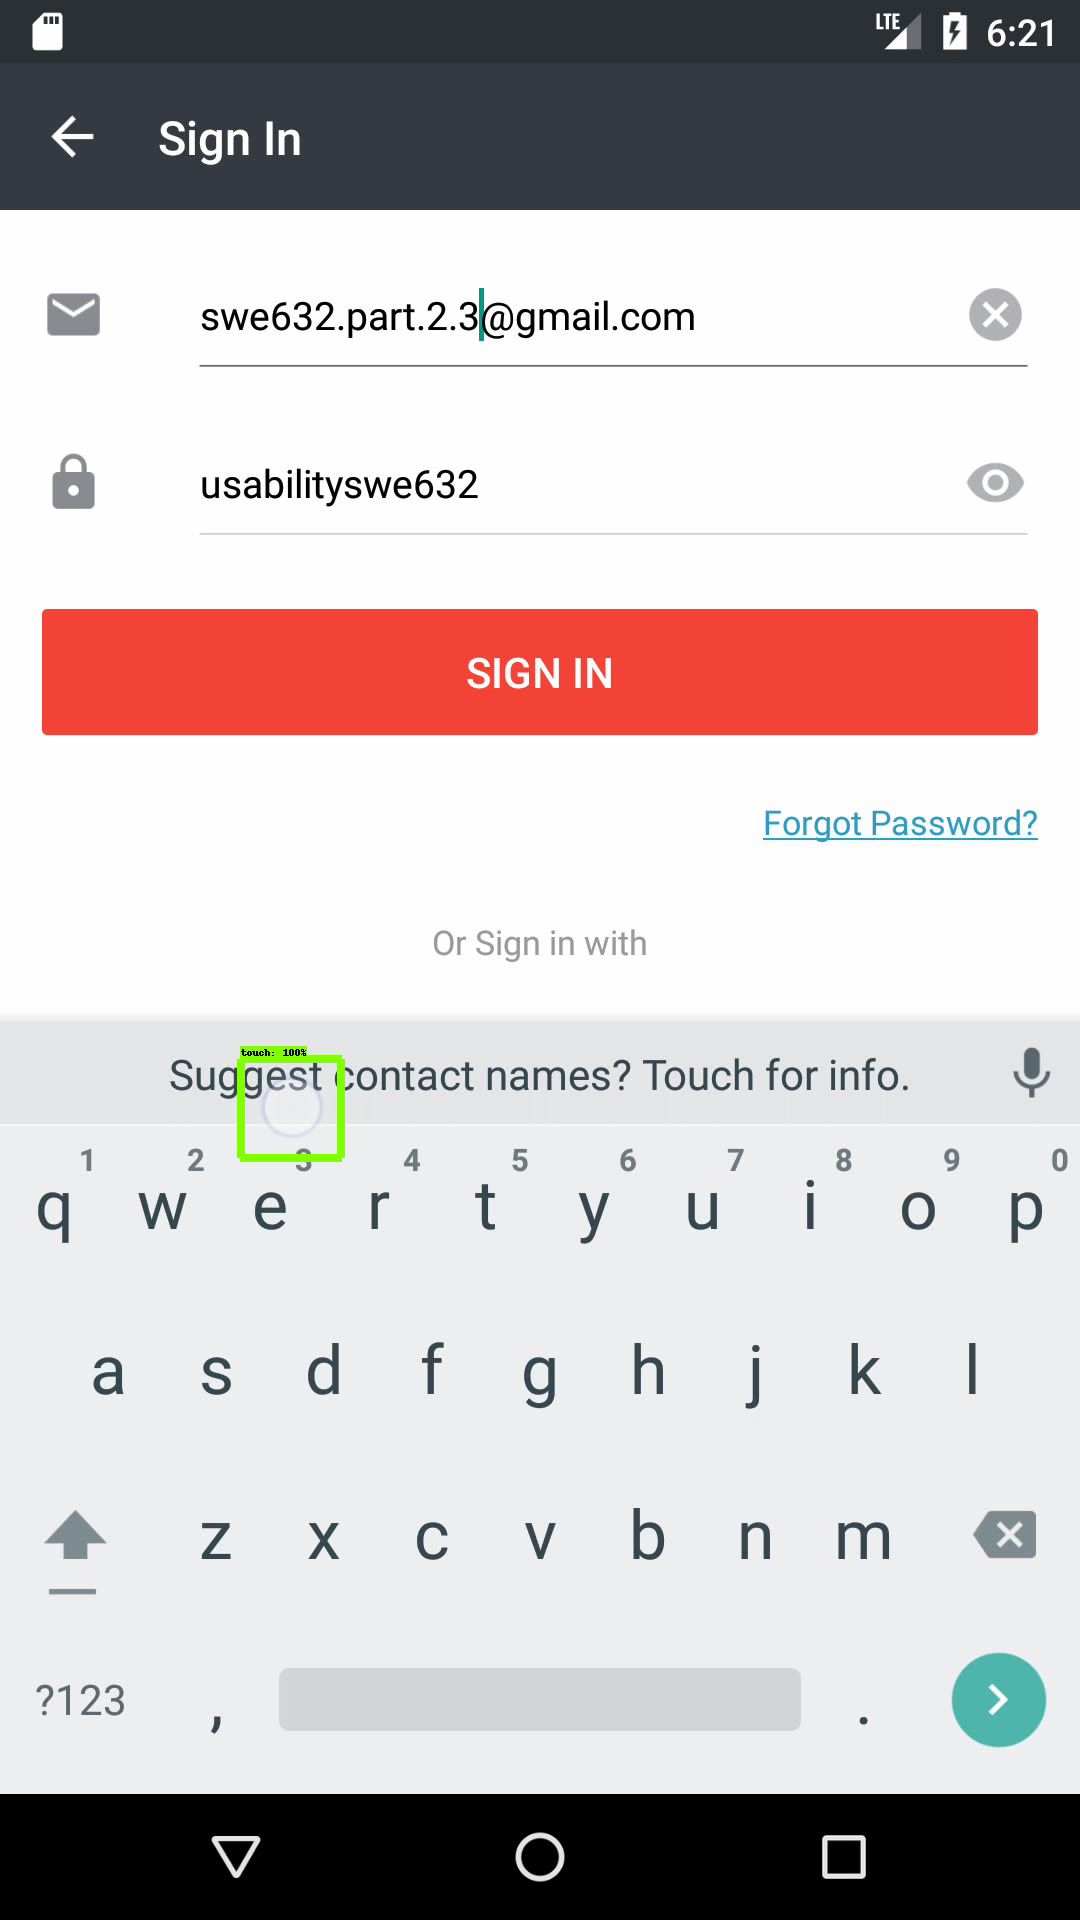 LTE 6:21
Sign In
swe632.part.2.3@gmail.com
usabilityswe632
SIGN IN
Forgot Password?
Or Sign in with
touch: 100%
Suggest contact names? Touch for info.
1 2 3 4 5 6 7 8 9 0
q w e r t y u i o p
a s d f g h j k l
z x c v b n m
?123 , .